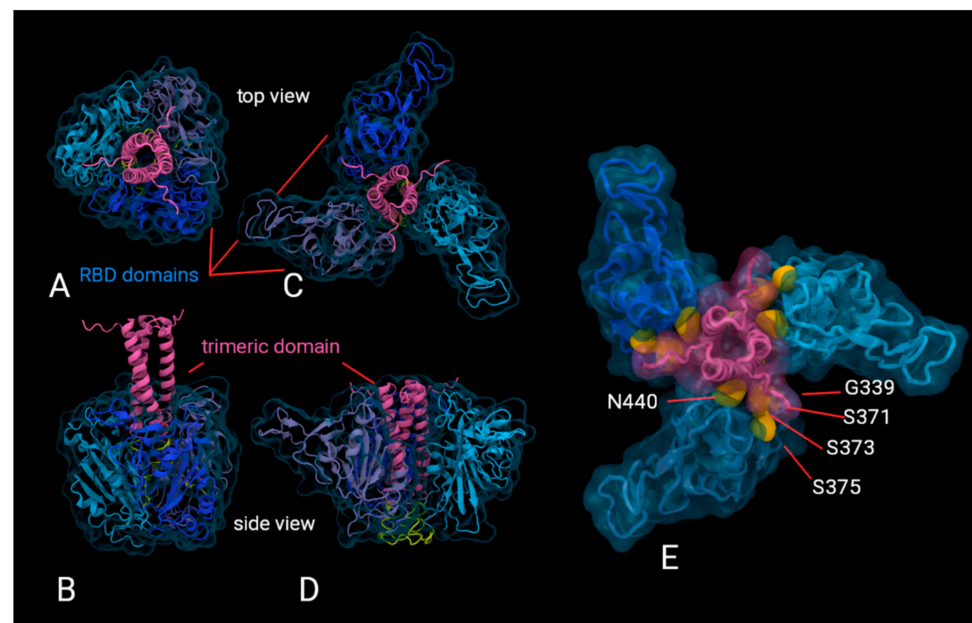 top view
RBD domains
A
C
trimeric domain
side view
B
D
N440
G339
S371
S373
S375
E